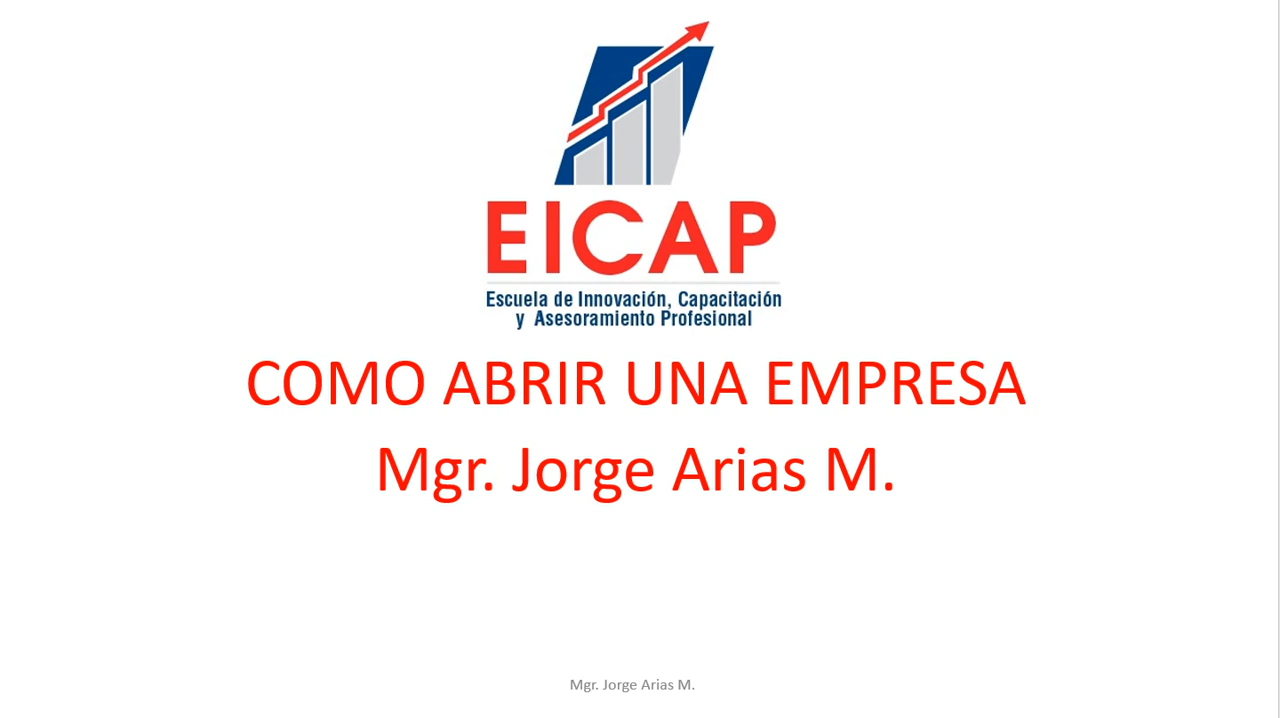 EICAP
Escuela de Innovación, Capacitación
y Asesoramiento Profesional
COMO ABRIR UNA EMPRESA
Mgr. Jorge Arias M.
Mgr. Jorge Arias M.